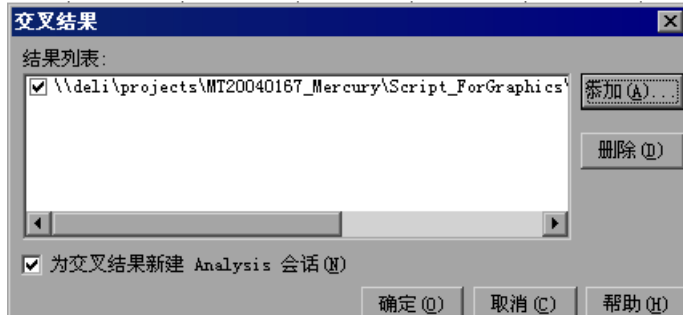 交叉结果
结果列表:
\\deli\projects\MT20040167_Mercury\Script_ForGraphics\
添加(A)...
删除(D)
为交叉结果新建 Analysis 会话(N)
确定(O) 取消(C) 帮助(H)